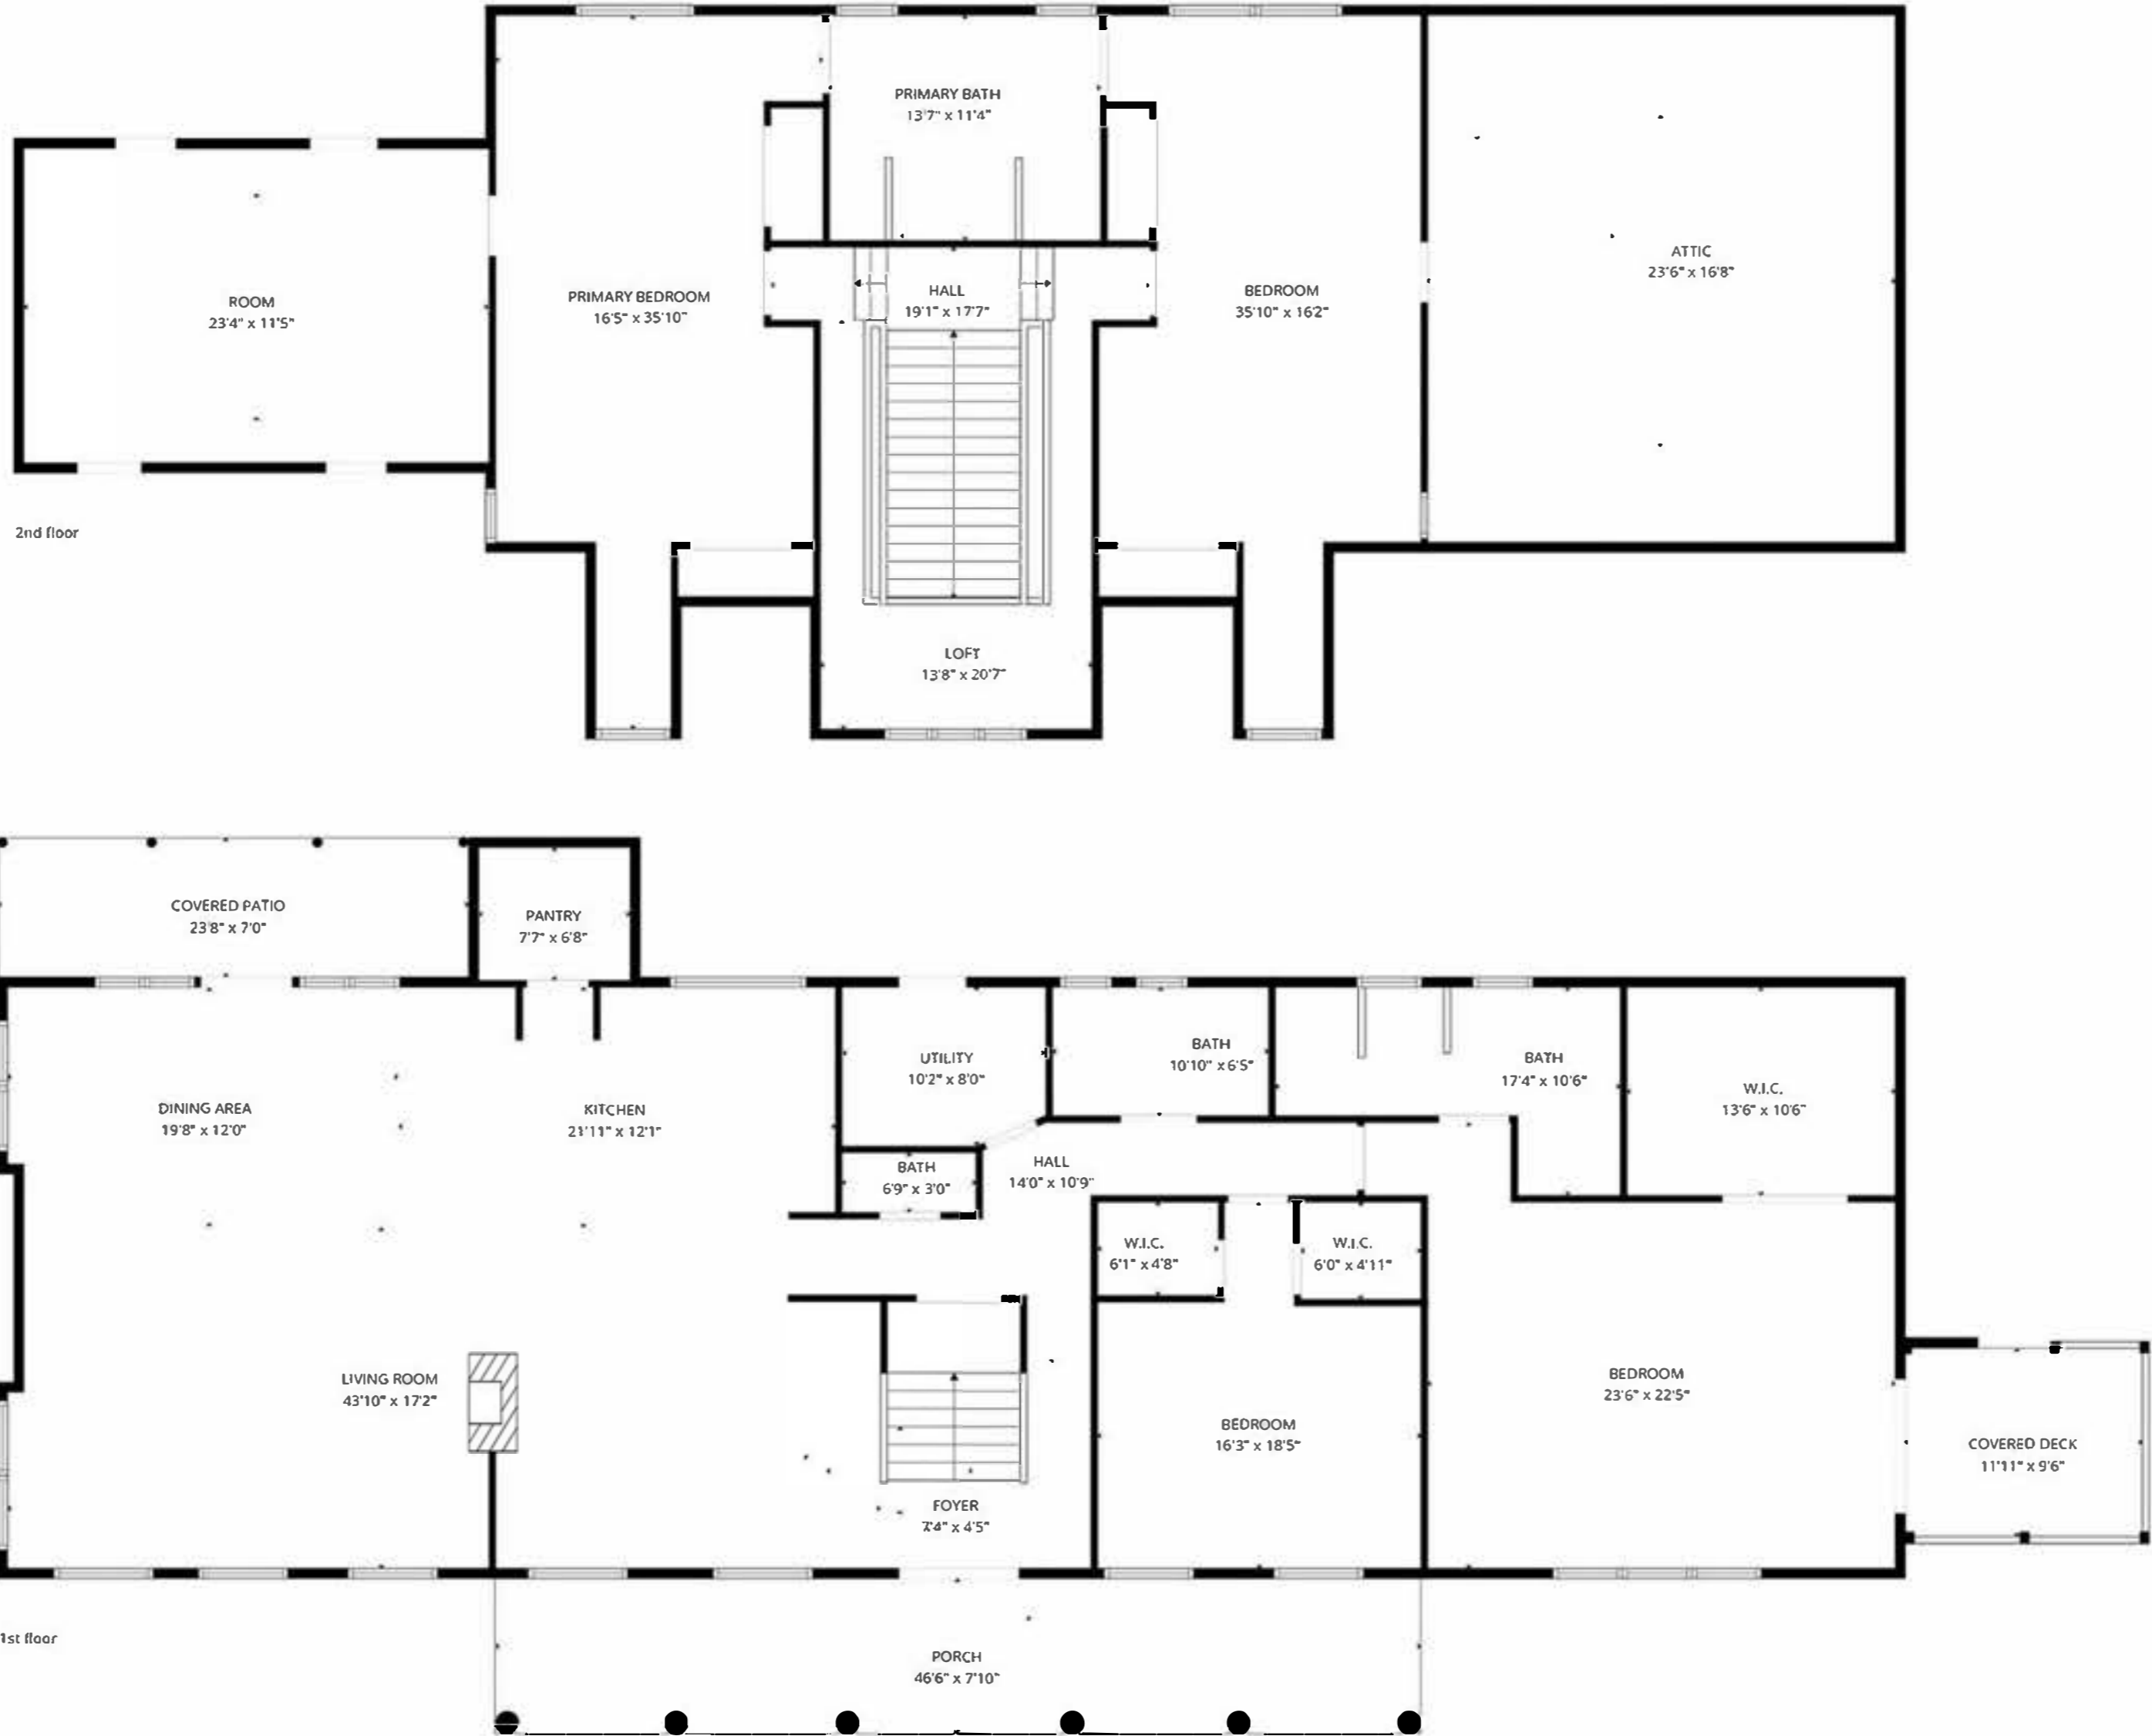 PRIMARY BATH
13'7" x 11'4"
ROOM
23'4" x 11'5"
PRIMARY BEDROOM
16'5" x 35'10"
HALL
19'1" x 17'7"
BEDROOM
35'10" x 16'2"
ATTIC
23'6" x 16'8"
2nd floor
LOFT
13'8" x 20'7"
COVERED PATIO
23'8" x 7'0"
PANTRY
7'7" x 6'8"
DINING AREA
19'8" x 12'0"
KITCHEN
21'11" x 12'1"
UTILITY
10'2" x 8'0"
BATH
10'10" x 6'5"
BATH
17'4" x 10'6"
W.I.C.
13'6" x 10'6"
BATH
6'9" x 3'0"
HALL
14'0" x 10'9"
W.I.C.
6'1" x 4'8"
W.I.C.
6'0" x 4'11"
LIVING ROOM
43'10" x 17'2"
BEDROOM
16'3" x 18'5"
BEDROOM
23'6" x 22'5"
COVERED DECK
11'11" x 9'6"
FOYER
7'4" x 4'5"
1st floor
PORCH
46'6" x 7'10"